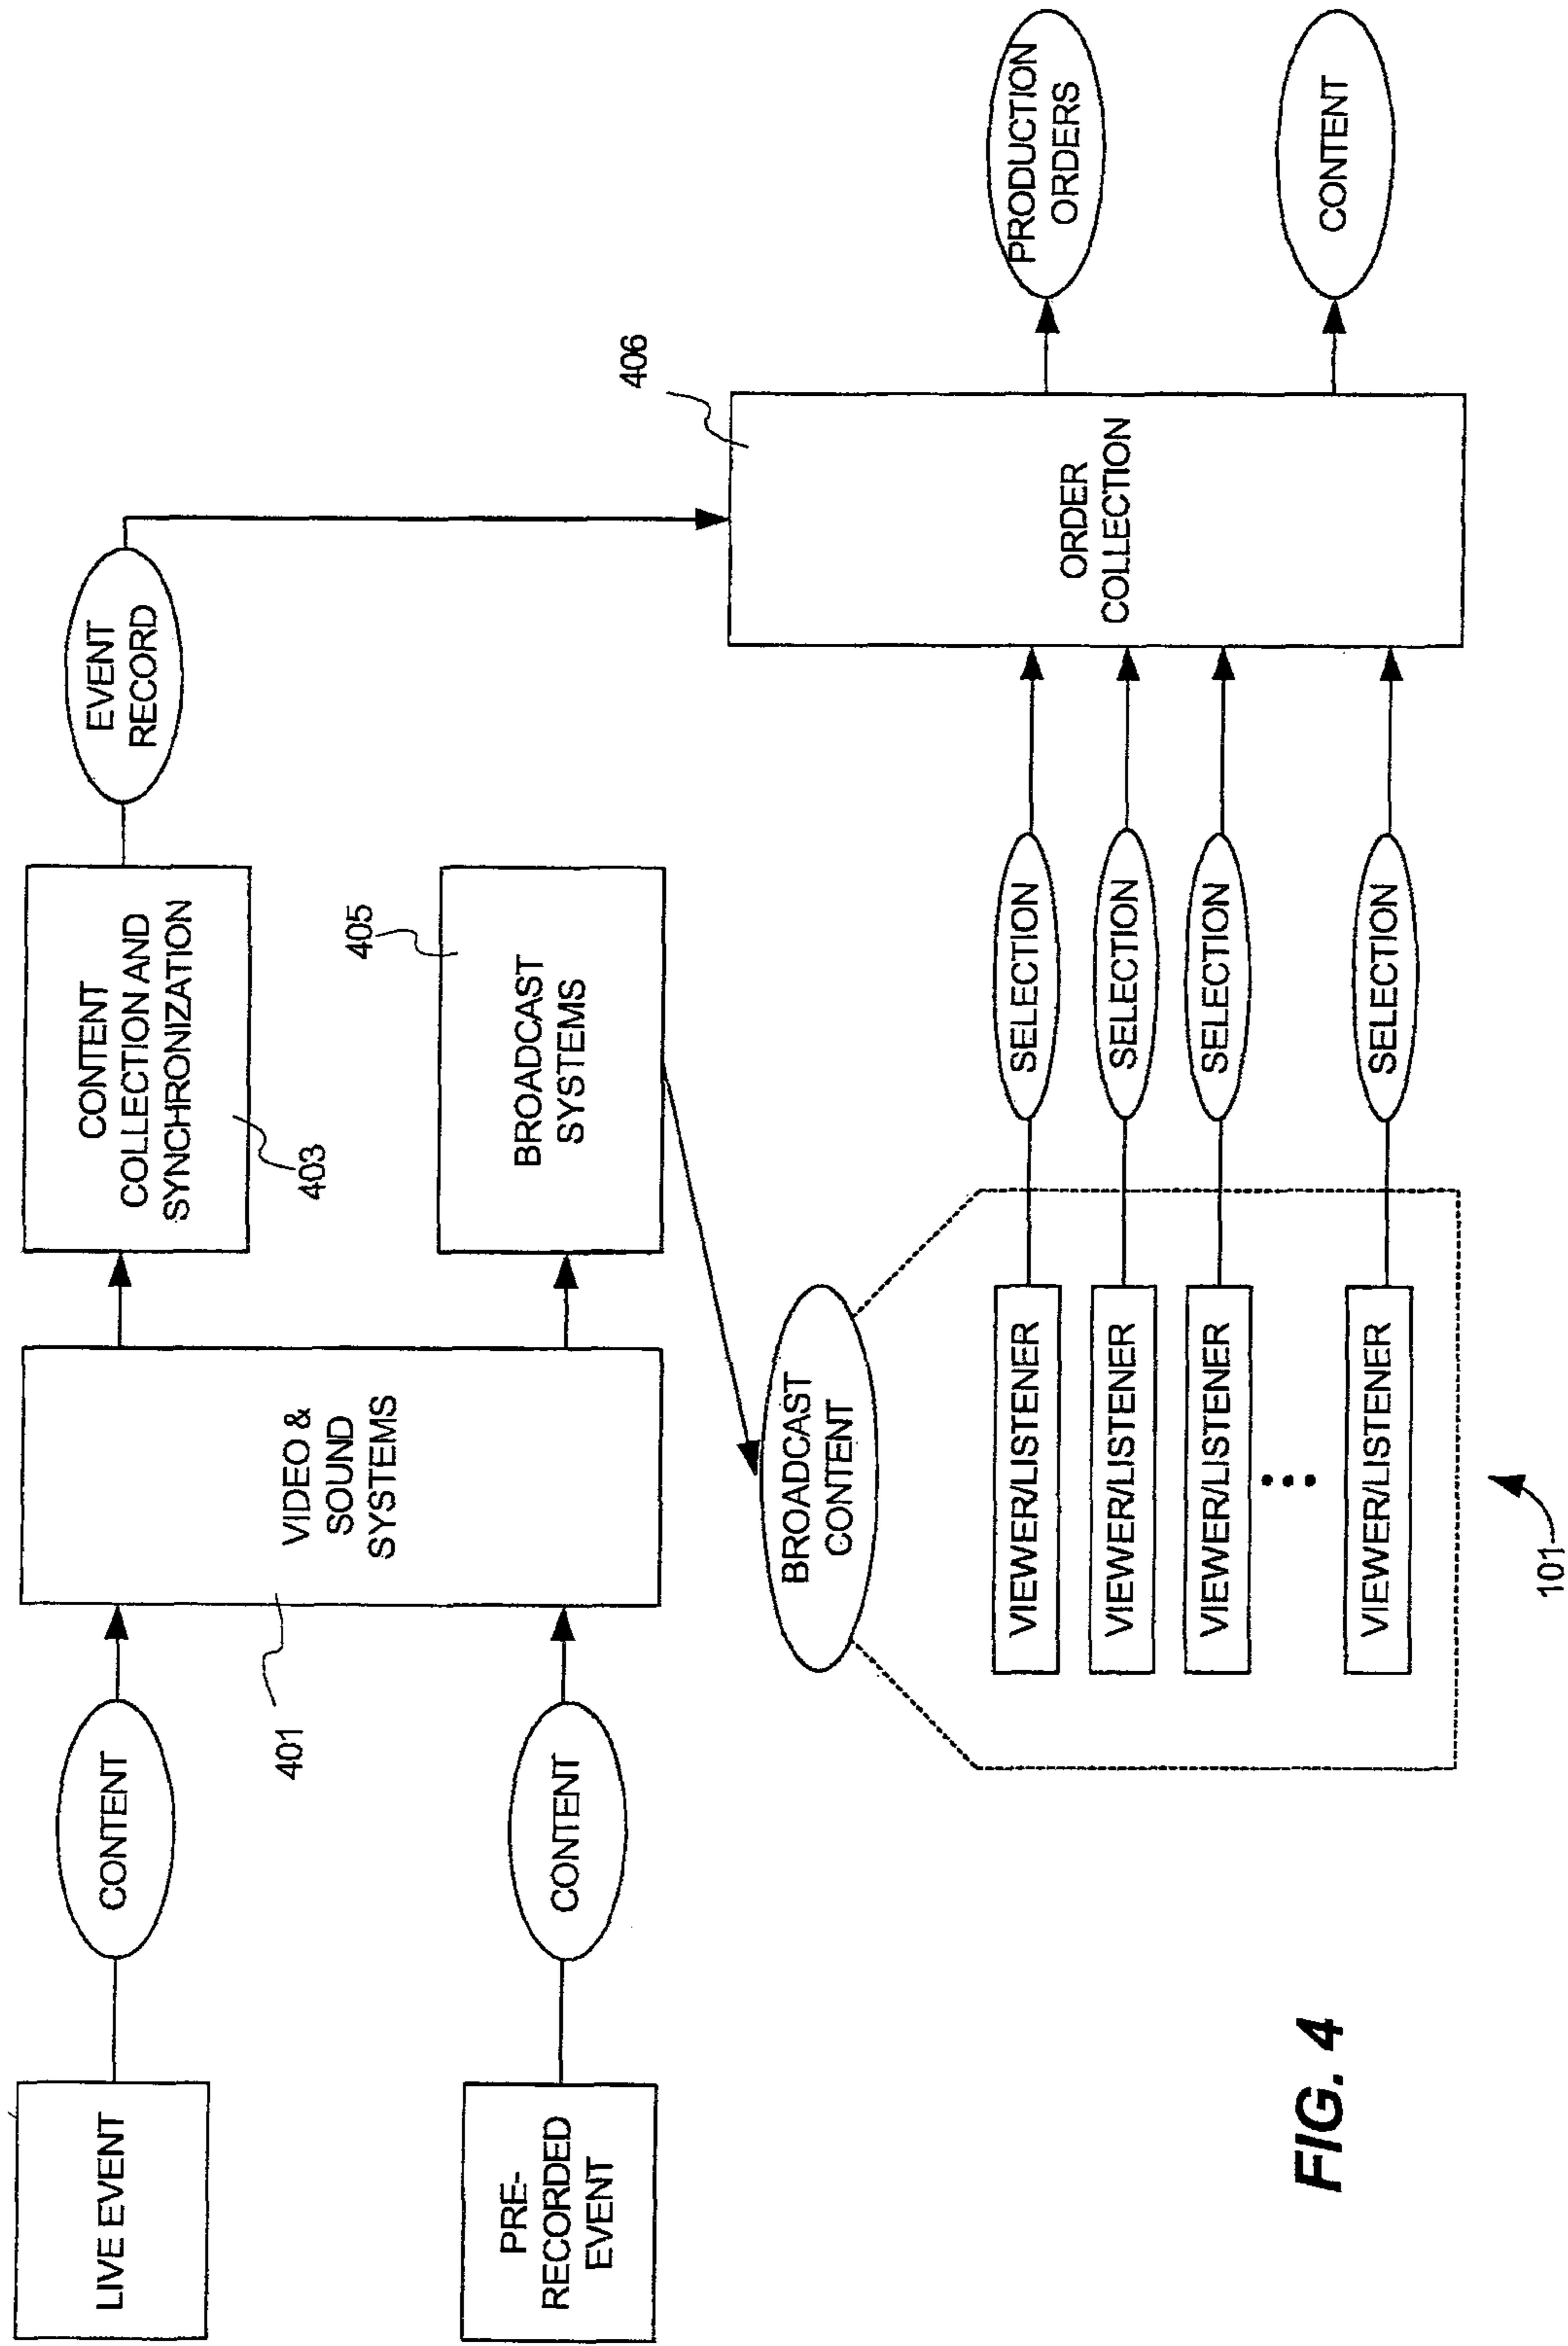 LIVE EVENT
CONTENT
PRE-
RECORDED
EVENT
CONTENT
401
VIDEO &
SOUND
SYSTEMS
CONTENT
COLLECTION AND
SYNCHRONIZATION
403
EVENT
RECORD
405
BROADCAST
SYSTEMS
BROADCAST
CONTENT
VIEWER/LISTENER
VIEWER/LISTENER
VIEWER/LISTENER
VIEWER/LISTENER
101
SELECTION
SELECTION
SELECTION
SELECTION
406
ORDER
COLLECTION
PRODUCTION
ORDERS
CONTENT
FIG. 4